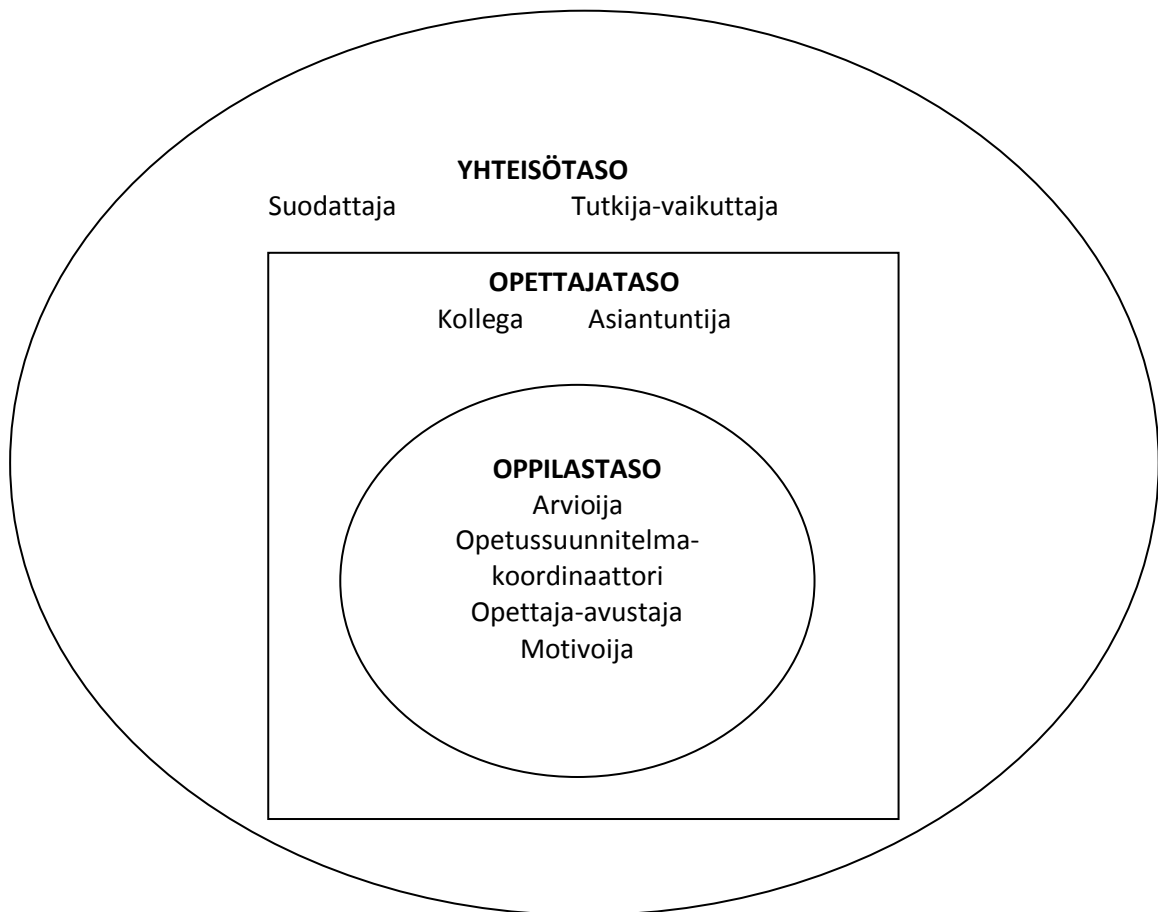 YHTEISÖTASO
Suodattaja Tutkija-vaikuttaja
OPETTAJATASO
Kollega Asiantuntija
OPPILASTASO
Arvioija
Opetussuunnitelma-
koordinaattori
Opettaja-avustaja
Motivoija